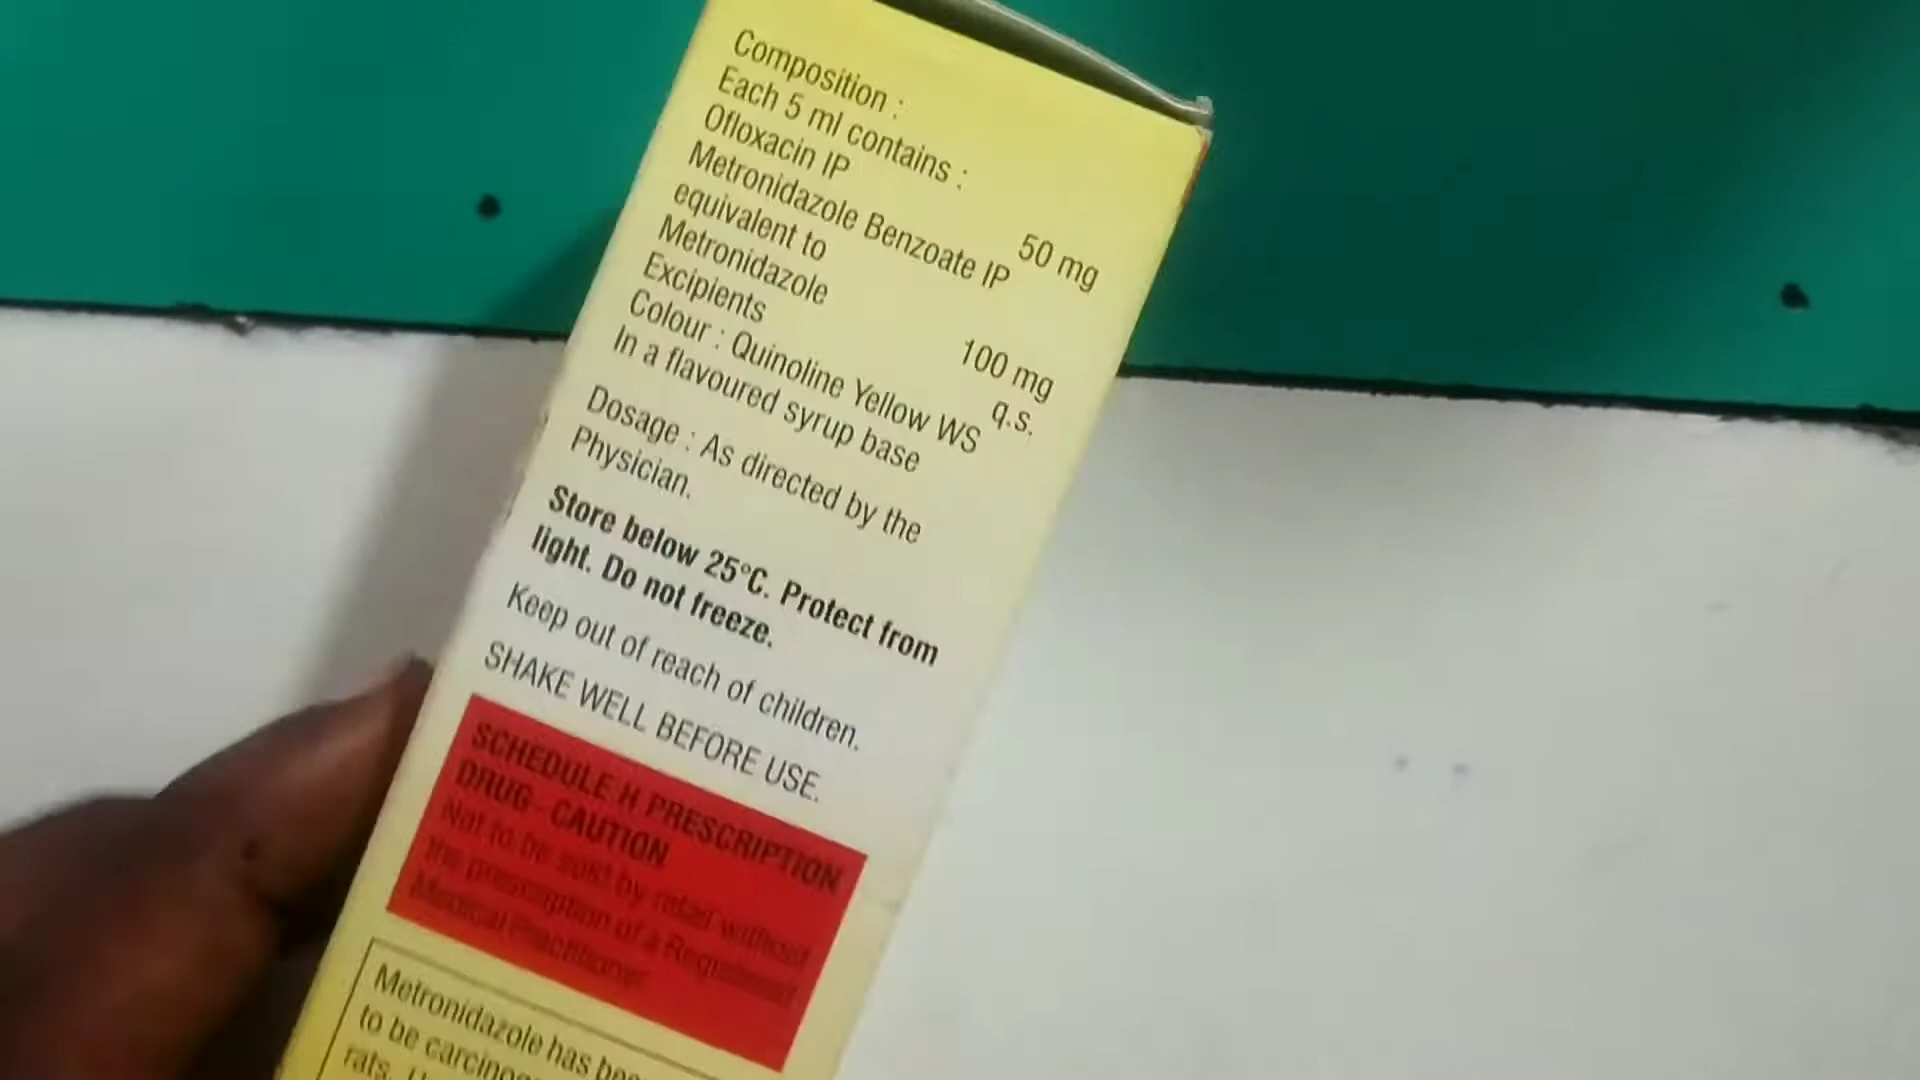 Composition :
Each 5 ml contains :
Ofloxacin IP 50 mg
Metronidazole Benzoate IP
equivalent to
Metronidazole 100 mg
Excipients q.s.
Colour : Quinoline Yellow WS
In a flavoured syrup base
Dosage : As directed by the
Physician.
Store below 25°C. Protect from
light. Do not freeze.
Keep out of reach of children.
SHAKE WELL BEFORE USE.
SCHEDULE H PRESCRIPTION
DRUG - CAUTION
Not to be sold by retail without
the prescription of a Registered
Medical Practitioner.
Metronidazole has
to be
rats.